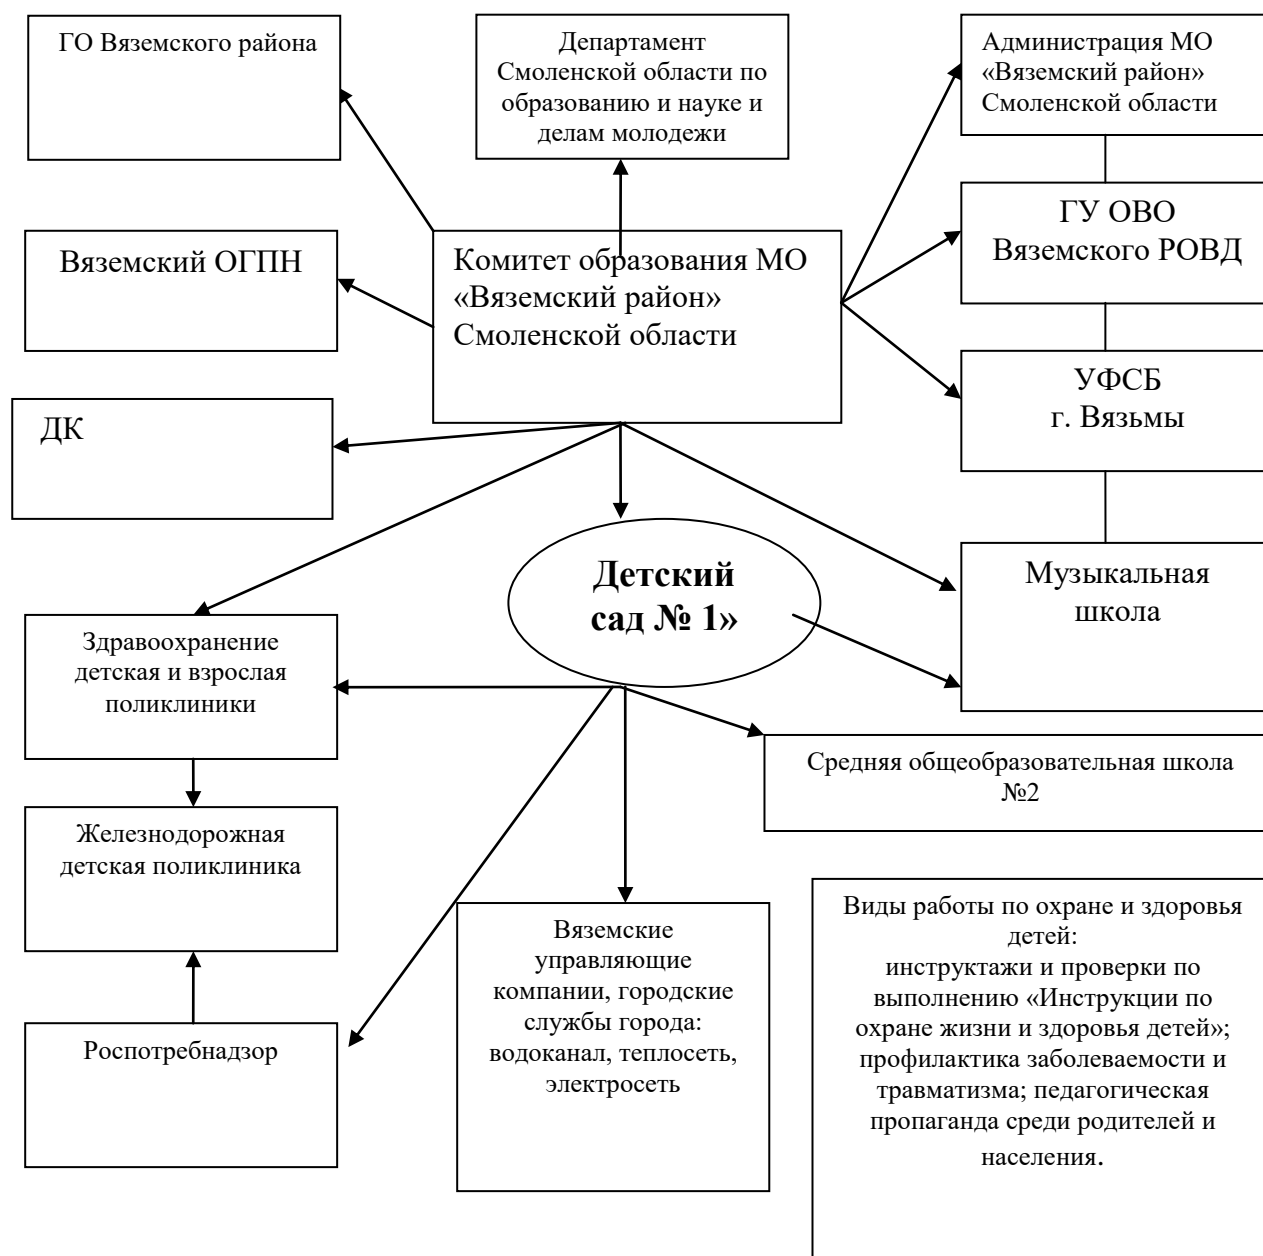 ГО Вяземского района
Департамент
Смоленской области по
образованию и науке и
делам молодежи
Администрация МО
«Вяземский район»
Смоленской области
Вяземский ОГПН
Комитет образования МО
«Вяземский район»
Смоленской области
ГУ ОВО
Вяземского РОВД
УФСБ
г. Вязьмы
ДК
Детский
сад № 1»
Музыкальная
школа
Здравоохранение
детская и взрослая
поликлиники
Средняя общеобразовательная школа
№2
Железнодорожная
детская поликлиника
Роспотребнадзор
Вяземские
управляющие
компании, городские
службы города:
водоканал, теплосеть,
электросеть
Виды работы по охране и здоровья
детей:
инструктажи и проверки по
выполнению «Инструкции по
охране жизни и здоровья детей»;
профилактика заболеваемости и
травматизма; педагогическая
пропаганда среди родителей и
населения.